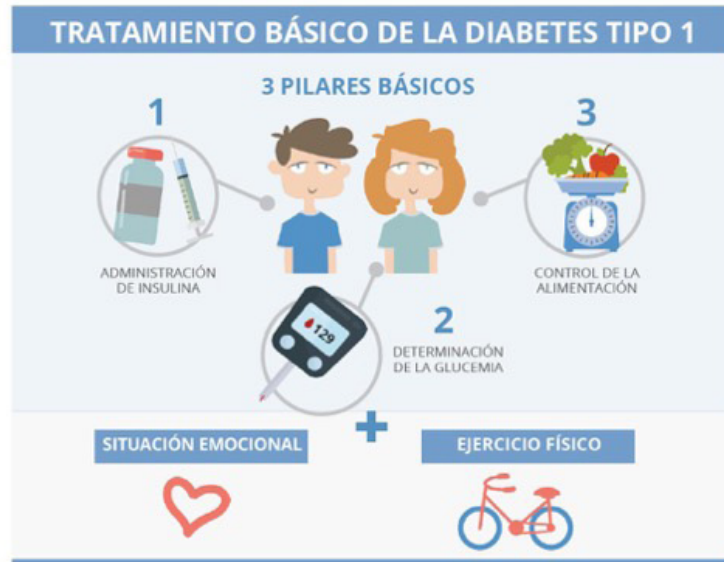 TRATAMIENTO BÁSICO DE LA DIABETES TIPO 1
3 PILARES BÁSICOS
1
ADMINISTRACIÓN
DE INSULINA
129
2
DETERMINACIÓN
DE LA GLUCEMIA
3
CONTROL DE LA
ALIMENTACIÓN
+
SITUACIÓN EMOCIONAL
EJERCICIO FÍSICO